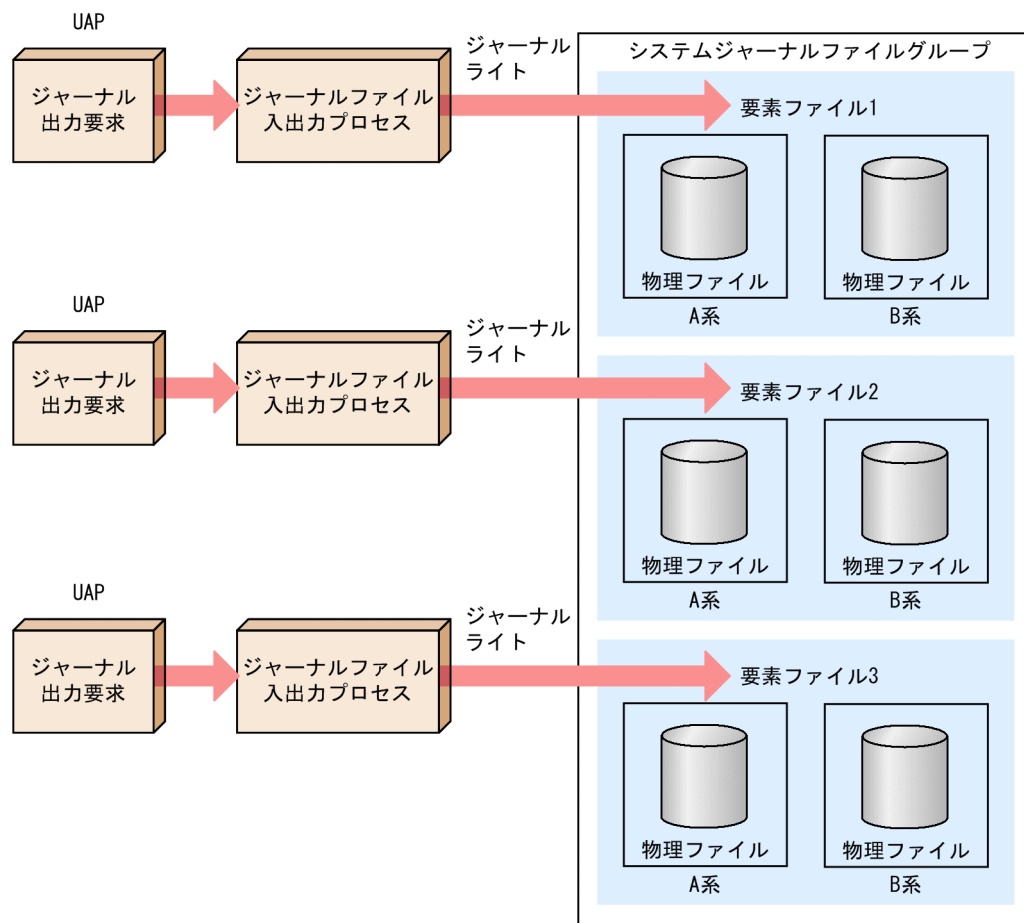 UAP
ジャーナル
出力要求
ジャーナルファイル
入出力プロセス
ジャーナル
ライト
システムジャーナルファイルグループ
要素ファイル1
物理ファイル
A系
物理ファイル
B系
UAP
ジャーナル
出力要求
ジャーナルファイル
入出力プロセス
ジャーナル
ライト
要素ファイル2
物理ファイル
A系
物理ファイル
B系
UAP
ジャーナル
出力要求
ジャーナルファイル
入出力プロセス
ジャーナル
ライト
要素ファイル3
物理ファイル
A系
物理ファイル
B系